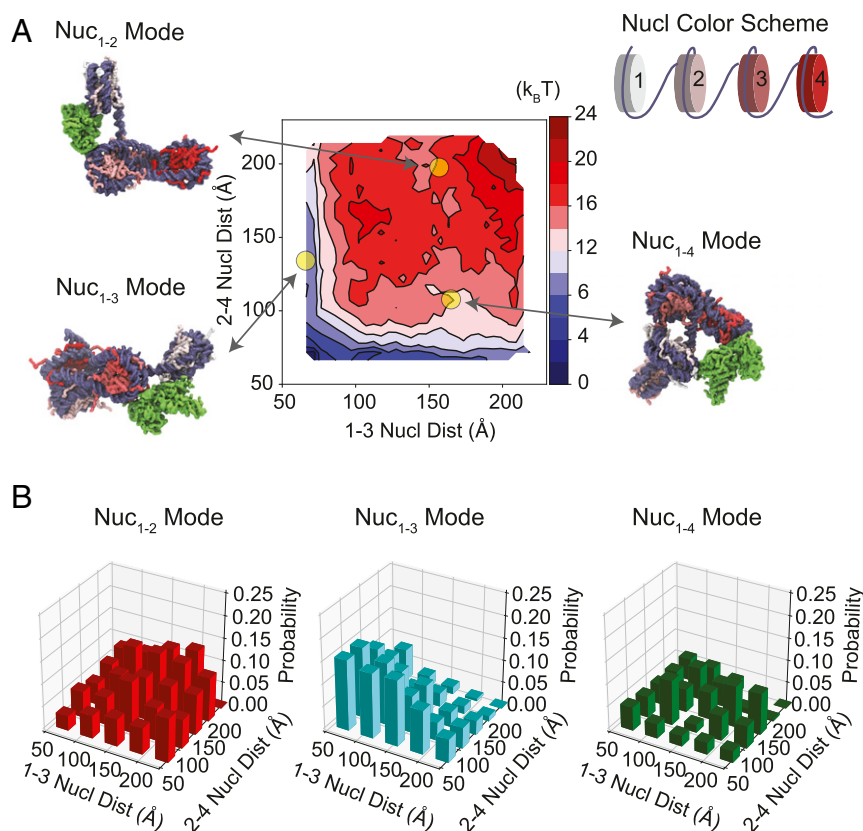 A
Nuc1-2 Mode
Nucl Color Scheme
1 2 3 4
(kBT)
24
20
16
12
6
4
0
2-4 Nucl Dist (Å)
200
150
100
50
50 100 150 200
1-3 Nucl Dist (Å)
Nuc1-3 Mode
Nuc1-4 Mode
B
Nuc1-2 Mode
0.25
0.20
0.15
0.10
0.05
0.00
Probability
50 100 150 200
1-3 Nucl Dist (Å)
50 100 150 200
2-4 Nucl Dist (Å)
Nuc1-3 Mode
0.25
0.20
0.15
0.10
0.05
0.00
Probability
50 100 150 200
1-3 Nucl Dist (Å)
50 100 150 200
2-4 Nucl Dist (Å)
Nuc1-4 Mode
0.25
0.20
0.15
0.10
0.05
0.00
Probability
50 100 150 200
1-3 Nucl Dist (Å)
50 100 150 200
2-4 Nucl Dist (Å)